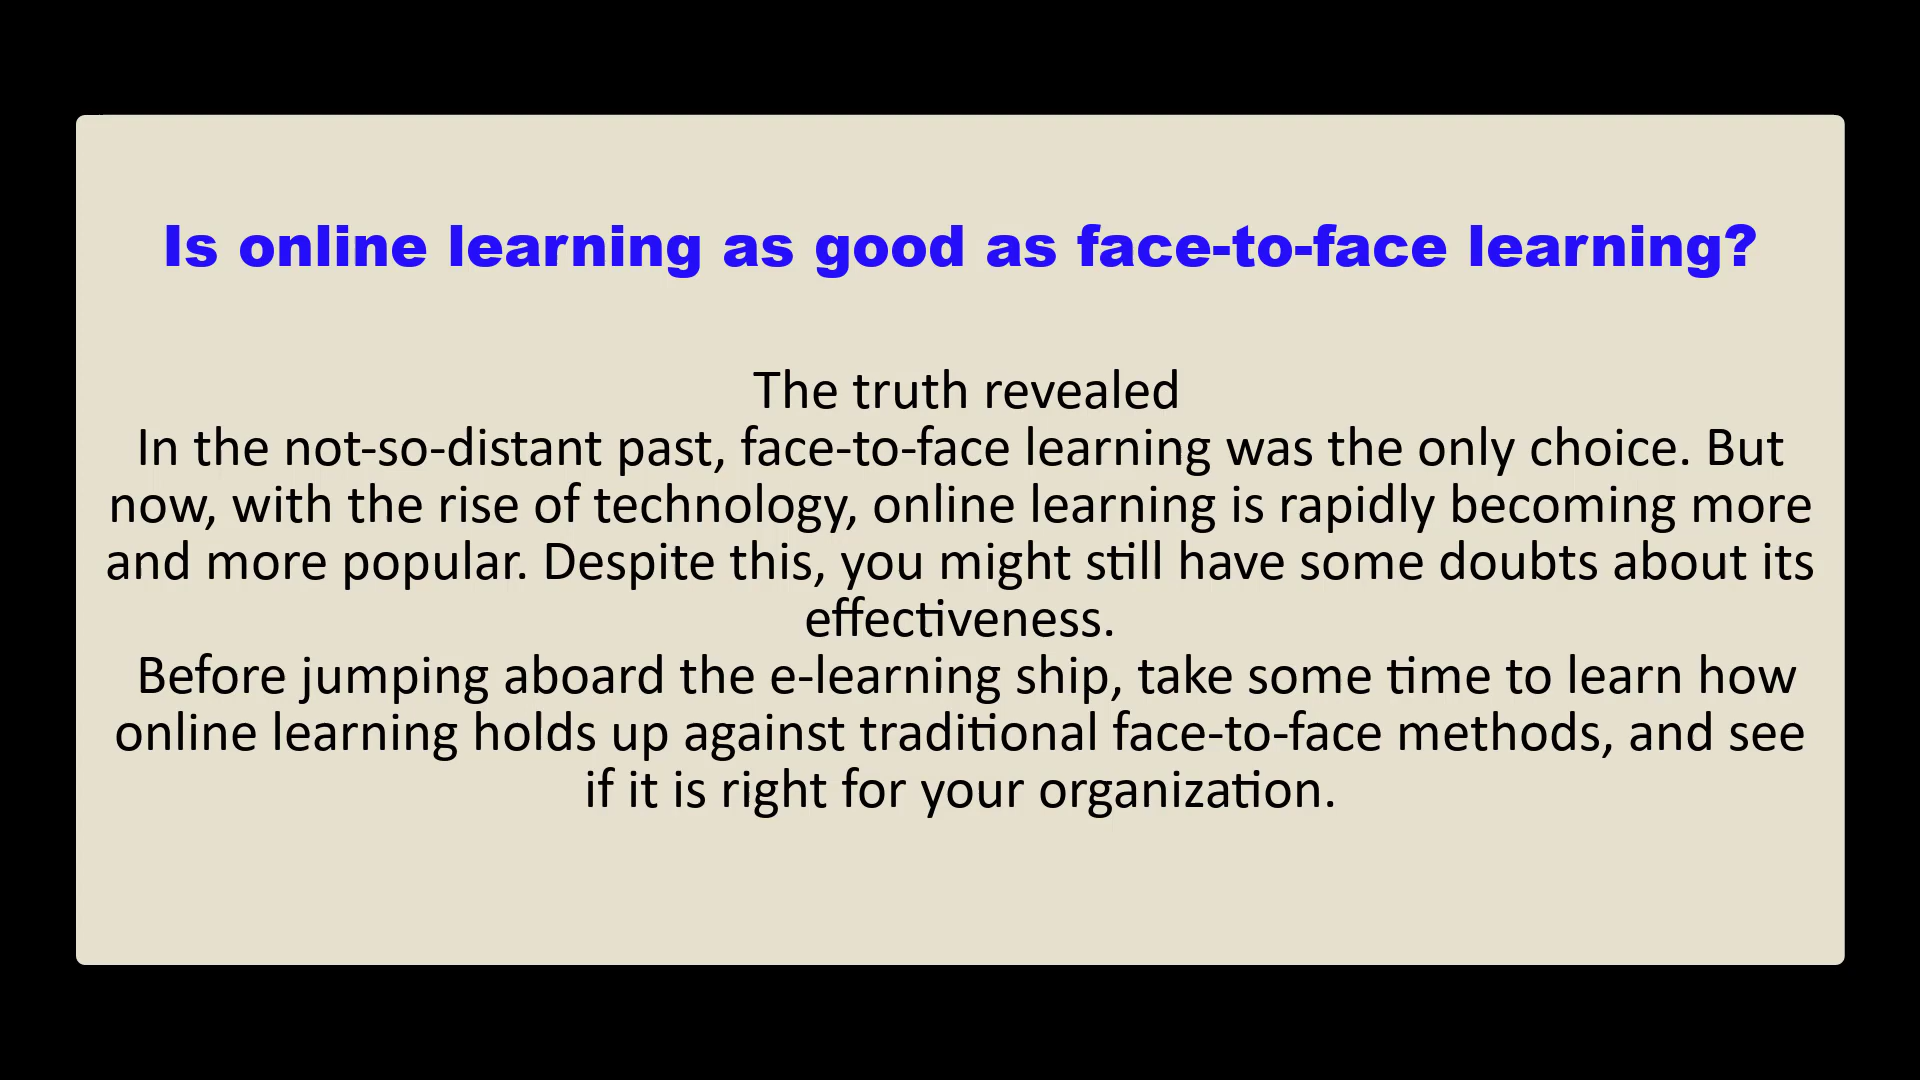 Is online learning as good as face-to-face learning?
The truth revealed
In the not-so-distant past, face-to-face learning was the only choice. But
now, with the rise of technology, online learning is rapidly becoming more
and more popular. Despite this, you might still have some doubts about its
effectiveness.
Before jumping aboard the e-learning ship, take some time to learn how
online learning holds up against traditional face-to-face methods, and see
if it is right for your organization.